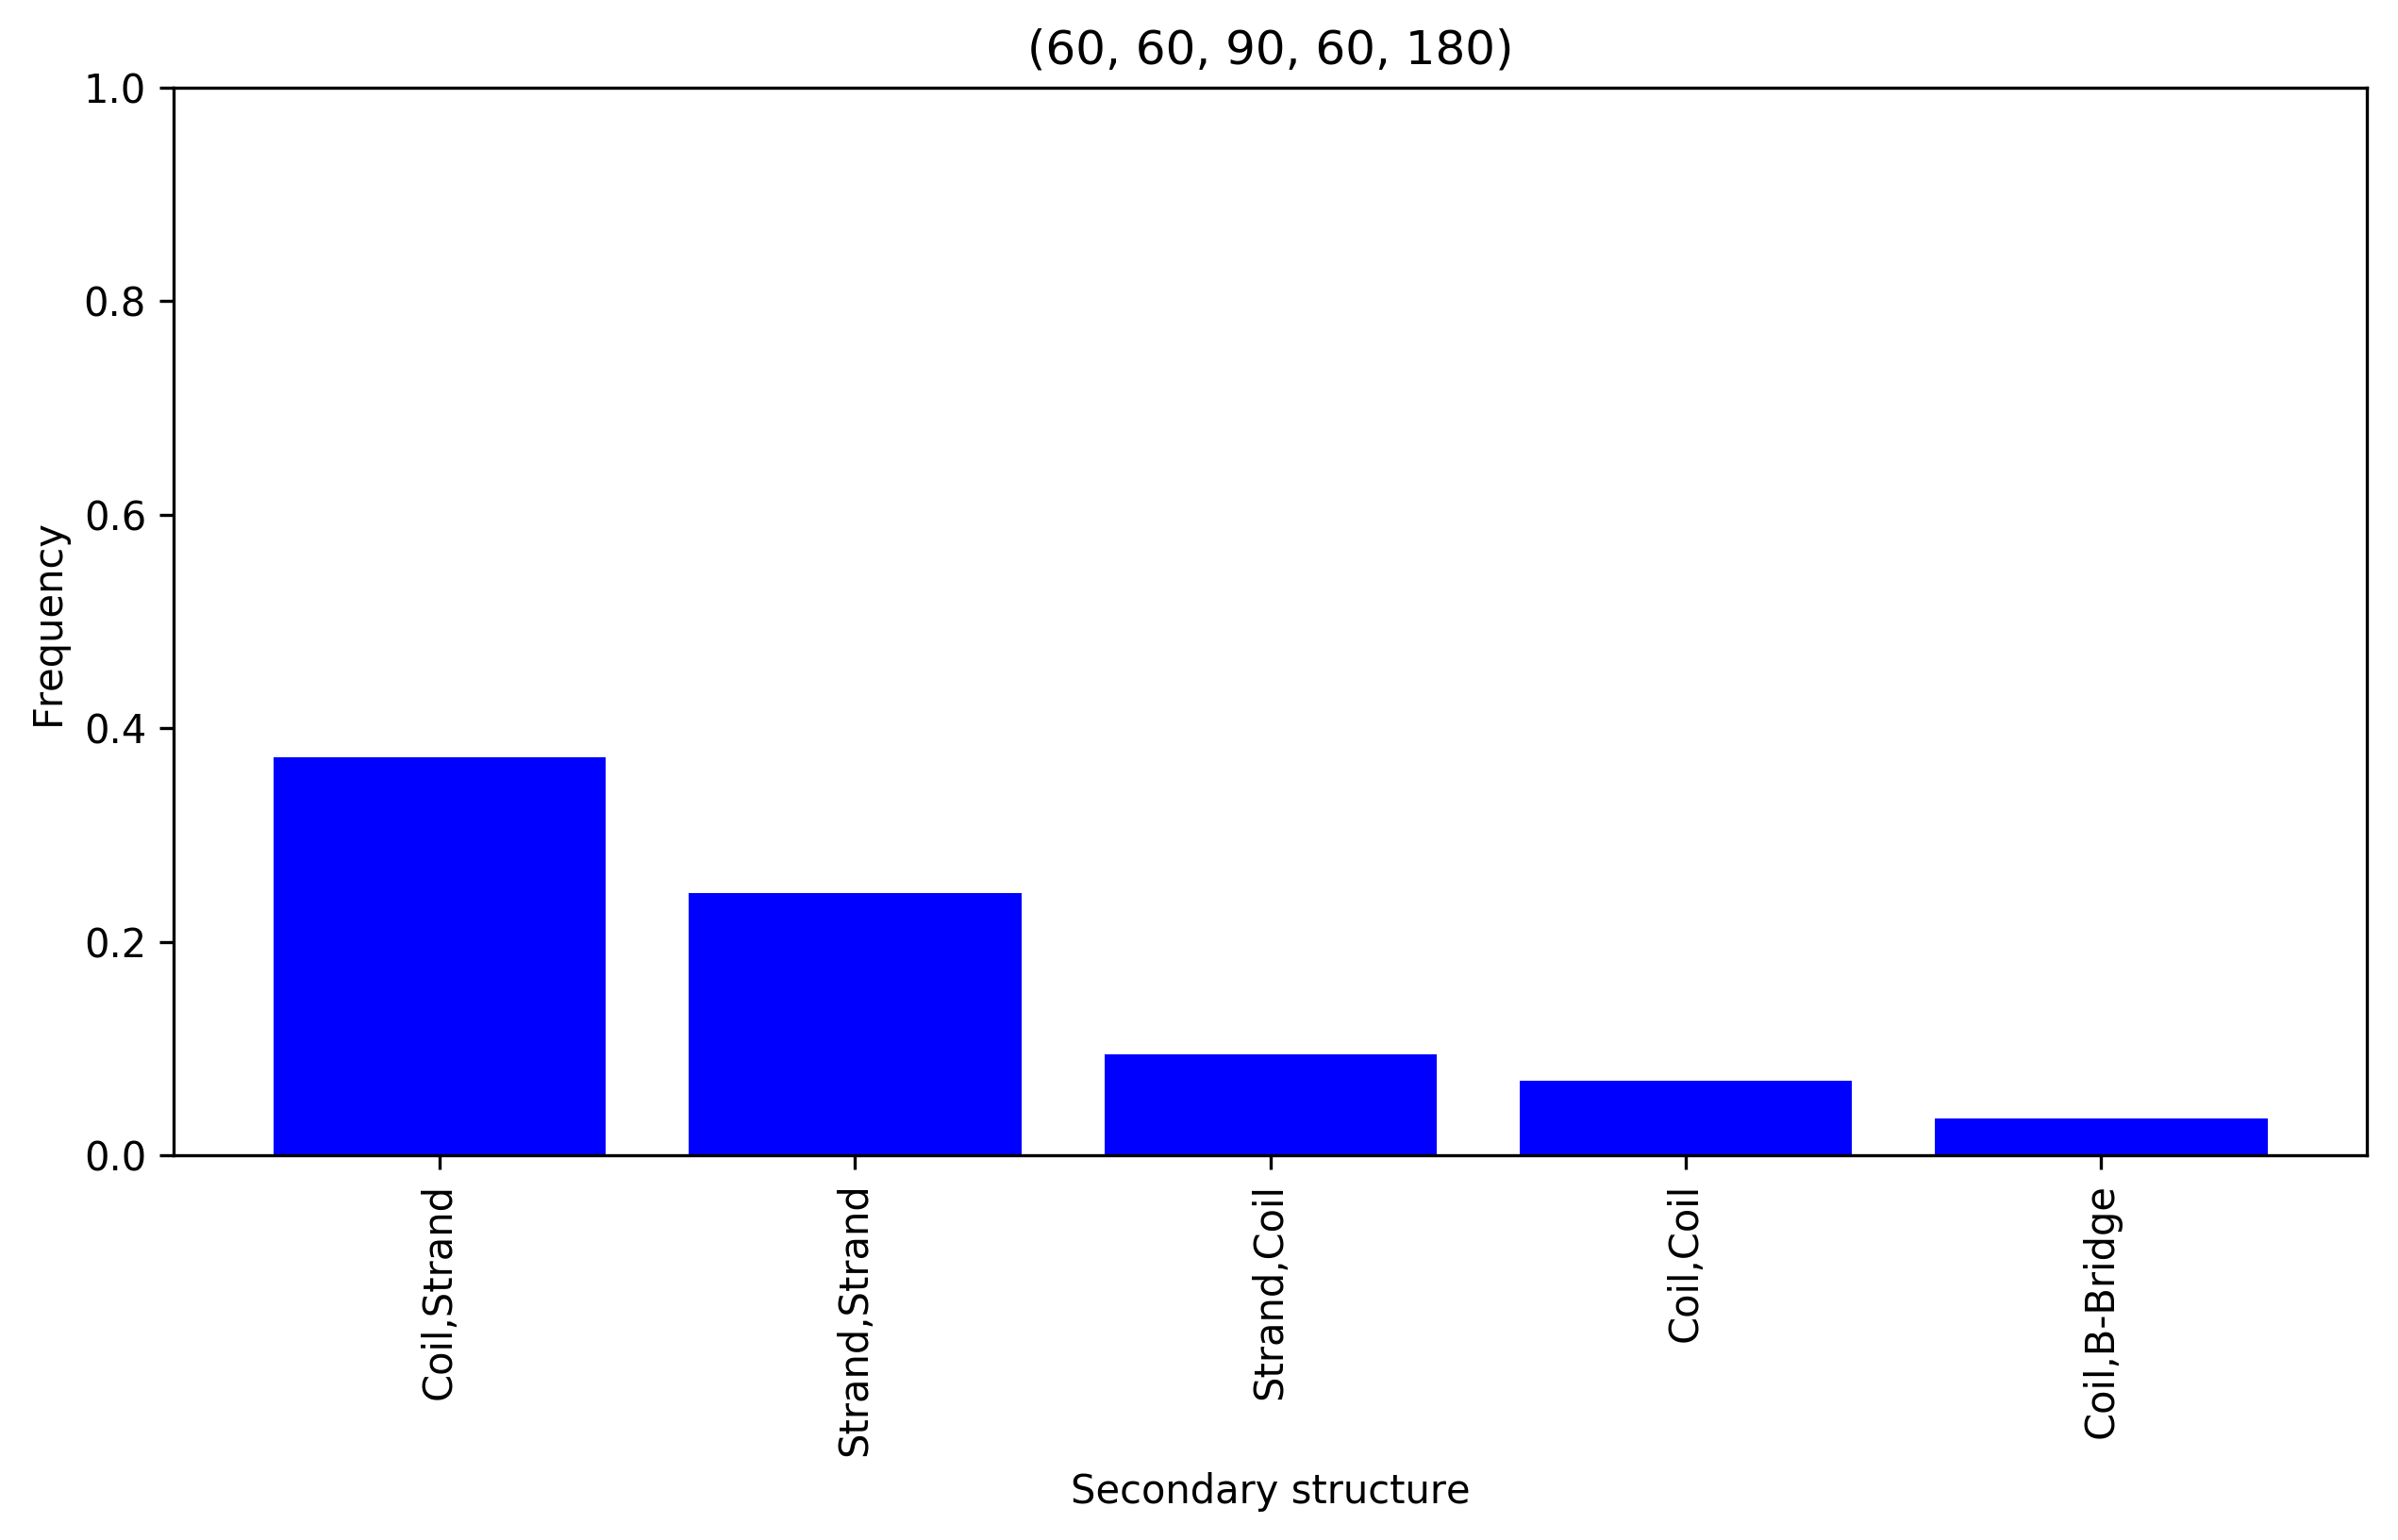 (60, 60, 90, 60, 180)
1.0
0.8
0.6
0.4
0.2
0.0
Frequency
Coil,Strand
Strand,Strand
Strand,Coil
Coil,Coil
Coil,B-Bridge
Secondary structure